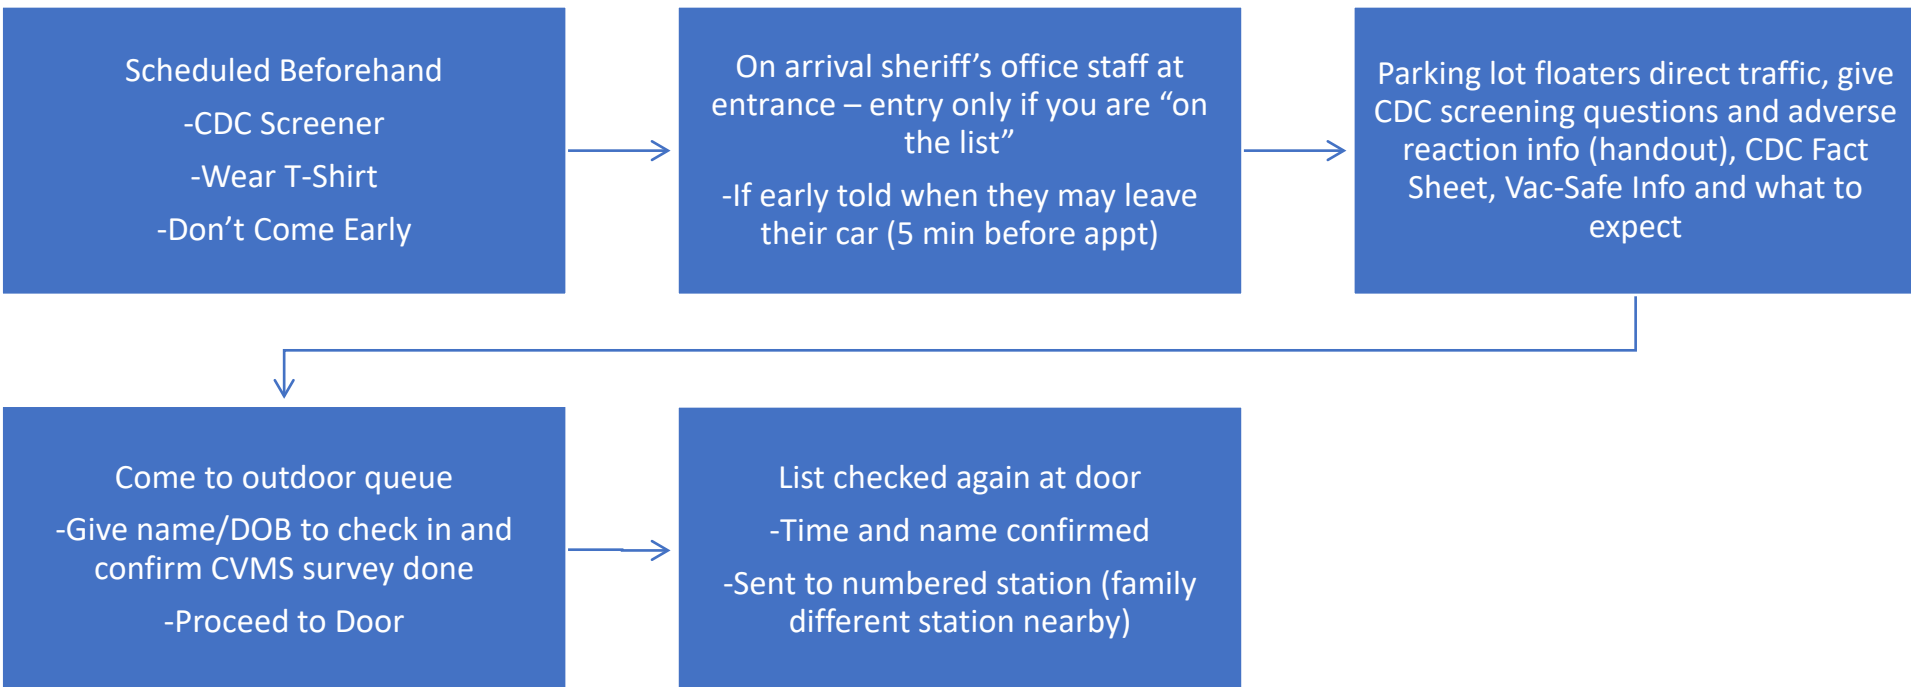 Scheduled Beforehand
-CDC Screener
-Wear T-Shirt
-Don’t Come Early
On arrival sheriff’s office staff at
entrance – entry only if you are “on
the list”
-If early told when they may leave
their car (5 min before appt)
Parking lot floaters direct traffic, give
CDC screening questions and adverse
reaction info (handout), CDC Fact
Sheet, Vac-Safe Info and what to
expect
Come to outdoor queue
-Give name/DOB to check in and
confirm CVMS survey done
-Proceed to Door
List checked again at door
-Time and name confirmed
-Sent to numbered station (family
different station nearby)